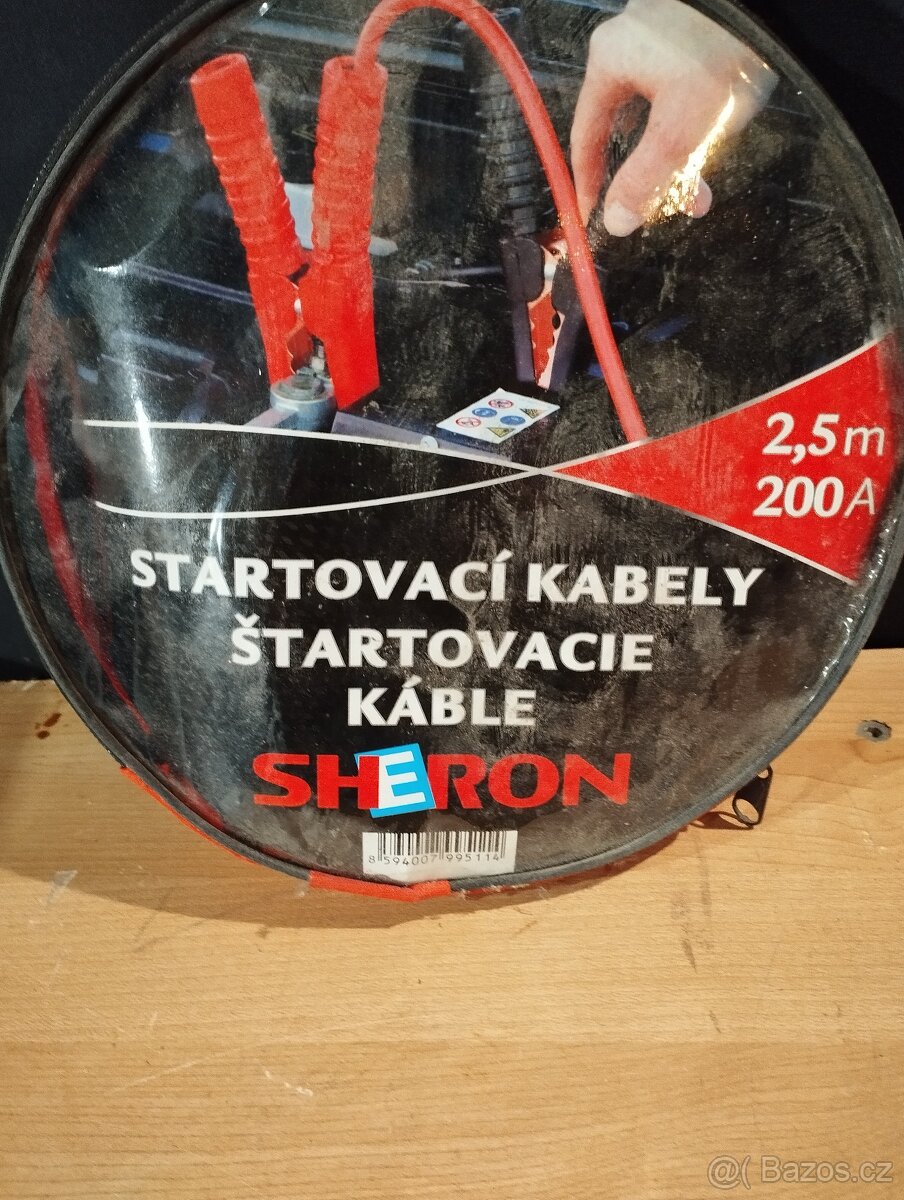 2,5m
200A
STARTOVACÍ KABELY
ŠTARTOVACIE
KÁBLE
SHERON
8 594007 995114
@( Bazos.cz